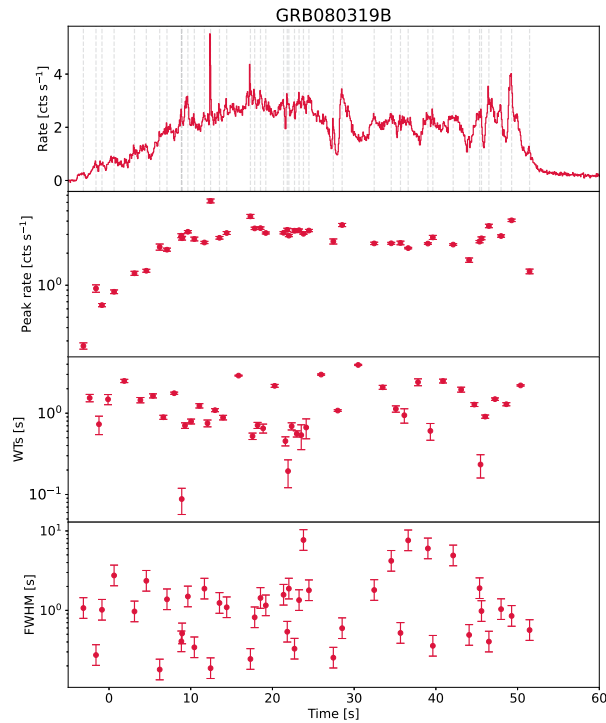 GRB080319B
Rate [cts s⁻¹]
4
2
0
Peak rate [cts s⁻¹]
10⁰
WTs [s]
10⁰
10⁻¹
FWHM [s]
10¹
10⁰
0 10 20 30 40 50 60
Time [s]